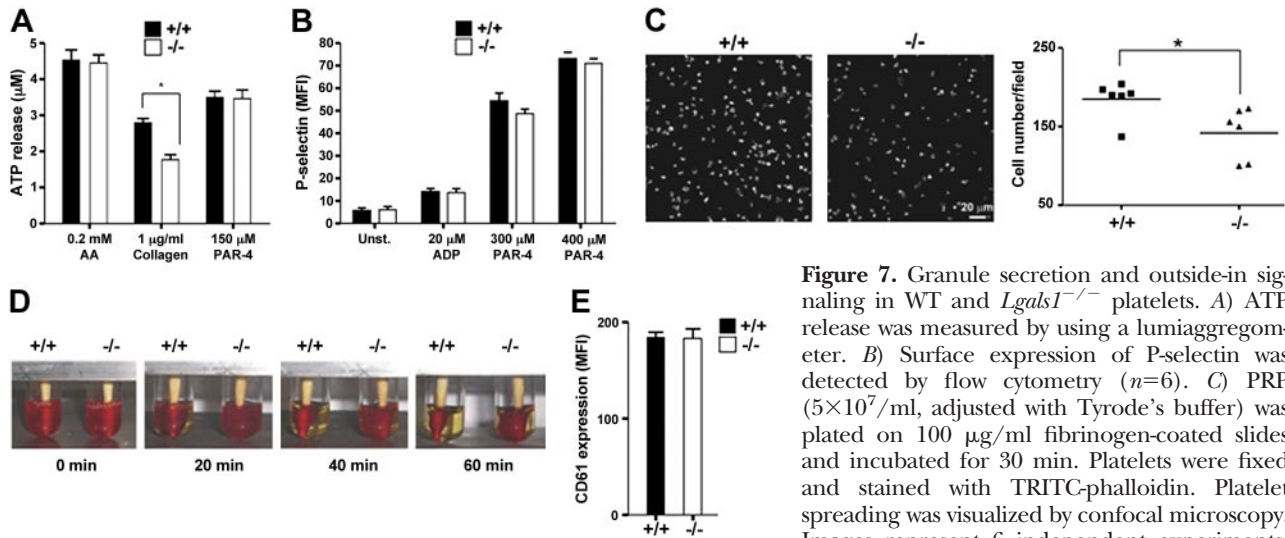 A
+/+
-/-
ATP release (μM)
5
4
3
2
1
0
*
0.2 mM AA
1 μg/ml Collagen
150 μM PAR-4
B
+/+
-/-
P-selectin (MFI)
80
70
60
50
40
30
20
10
0
Unst.
20 μM ADP
300 μM PAR-4
400 μM PAR-4
C
+/+
-/-
20 μm
Cell number/field
250
150
50
*
+/+
-/-
D
+/+ -/-
+/+ -/-
+/+ -/-
+/+ -/-
0 min
20 min
40 min
60 min
E
+/+
-/-
CD61 expression (MFI)
200
100
0
+/+
-/-
Figure 7. Granule secretion and outside-in sig-
naling in WT and Lgals1−/− platelets. A) ATP
release was measured by using a lumiaggregom-
eter. B) Surface expression of P-selectin was
detected by flow cytometry (n=6). C) PRP
(5×10⁷/ml, adjusted with Tyrode's buffer) was
plated on 100 μg/ml fibrinogen-coated slides
and incubated for 30 min. Platelets were fixed
and stained with TRITC-phalloidin. Platelet
spreading was visualized by confocal microscopy.
Images represent 6 independent experiments